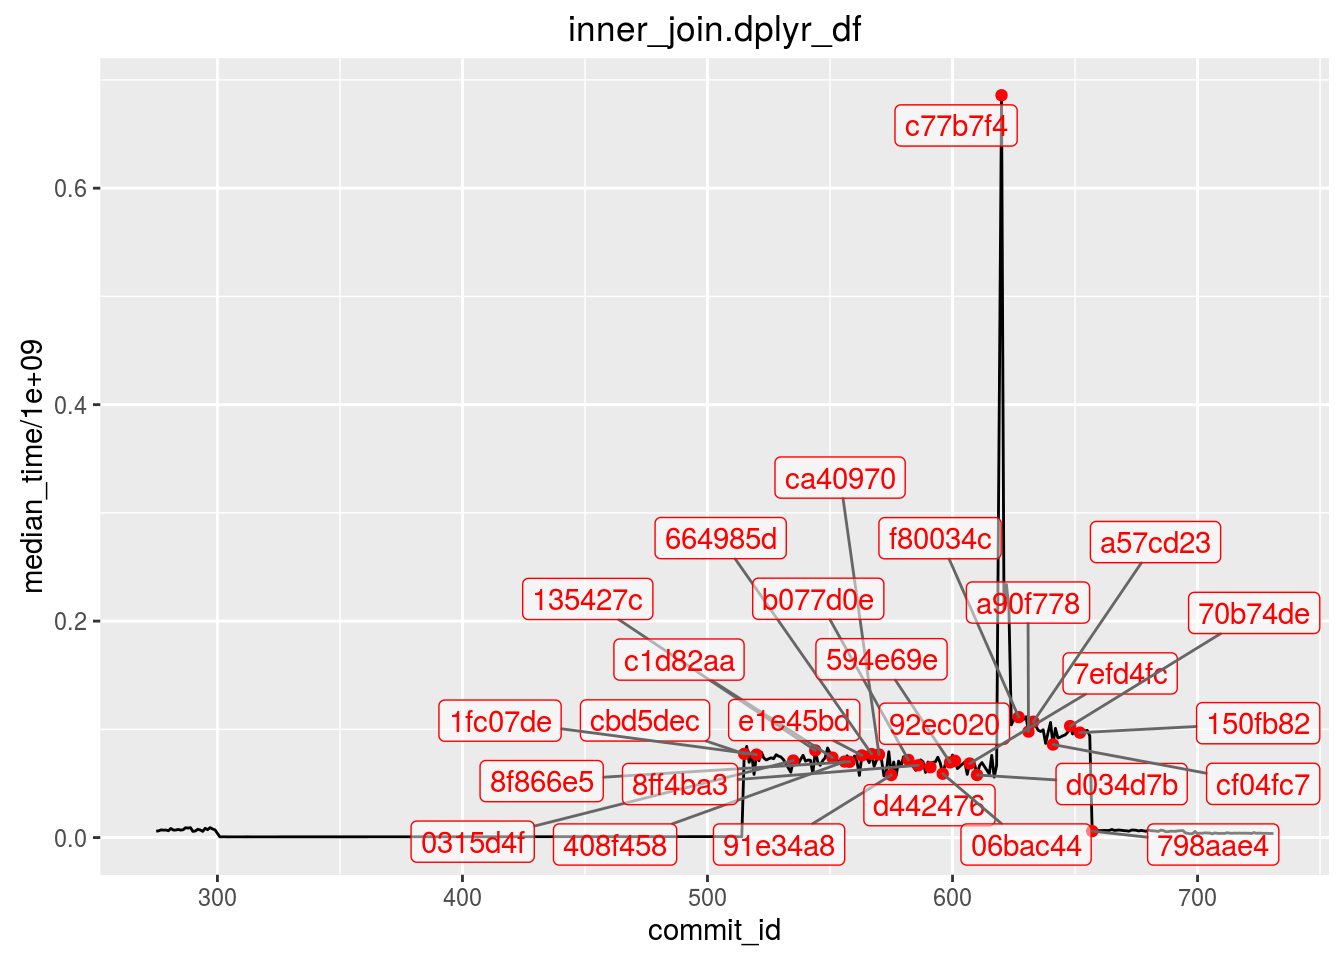 inner_join.dplyr_df
median_time/1e+09
0.6
0.4
0.2
0.0
c77b7f4
ca40970
664985d
f80034c
a57cd23
135427c
b077d0e
a90f778
70b74de
c1d82aa
594e69e
7efd4fc
1fc07de
cbd5dec
e1e45bd
92ec020
150fb82
8f866e5
8ff4ba3
d442476
d034d7b
cf04fc7
0315d4f
408f458
91e34a8
06bac44
798aae4
300
400
500
600
700
commit_id